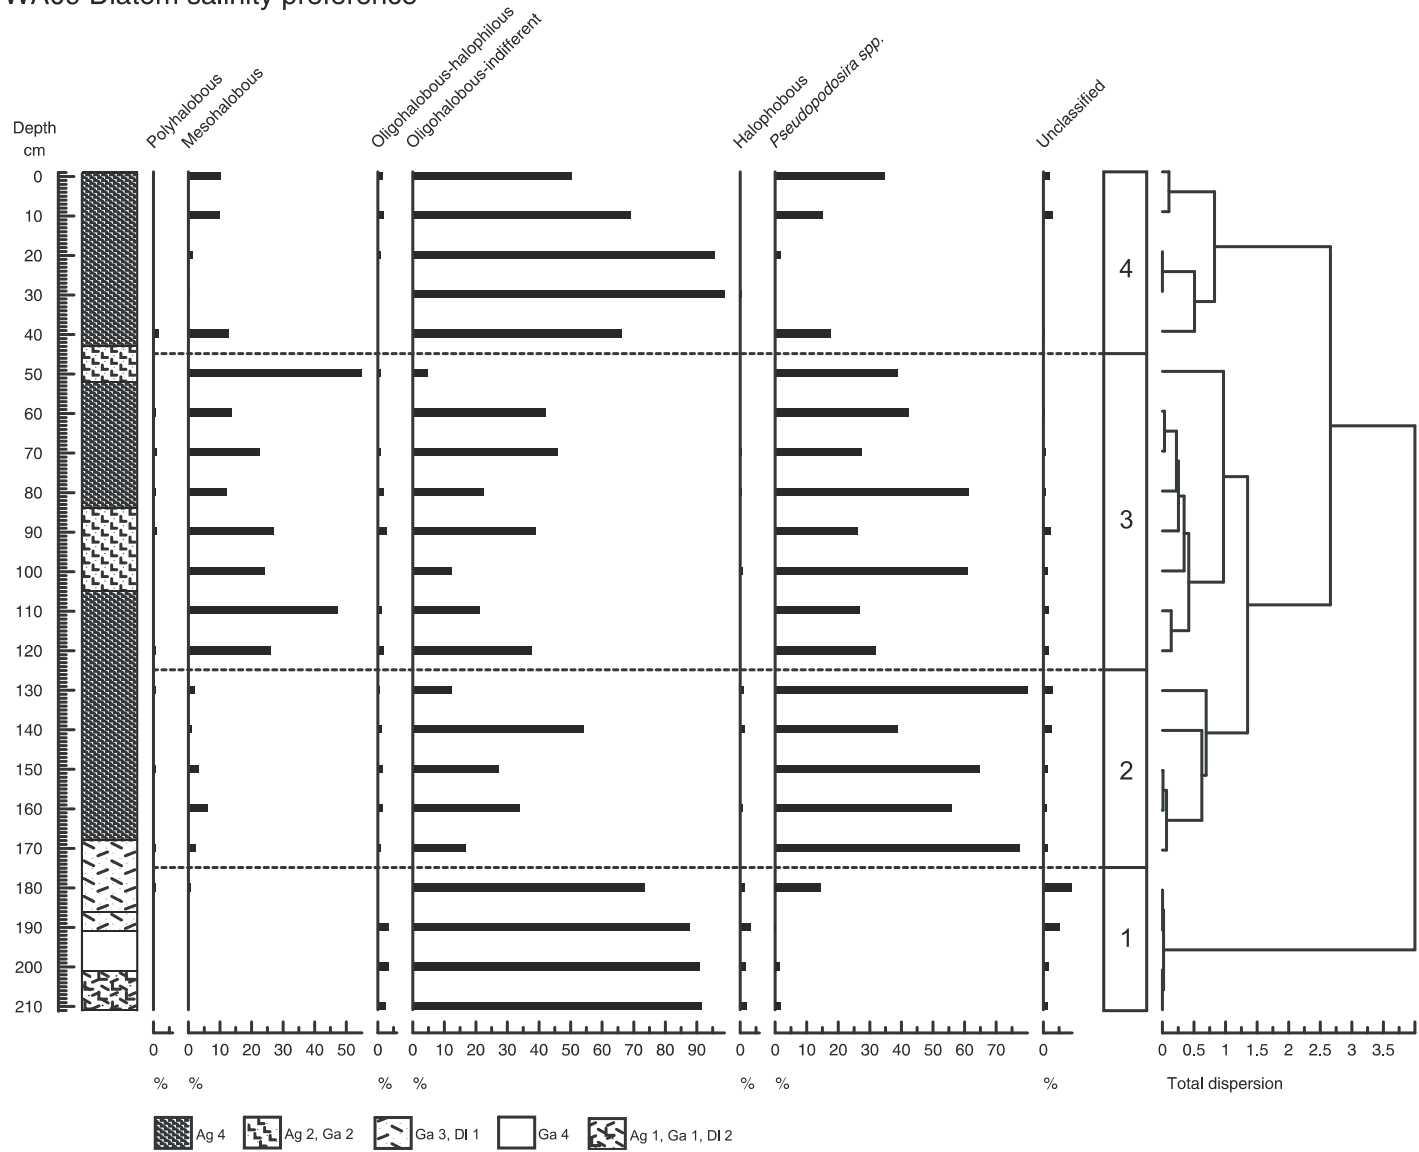 WA09 Diatom salinity preference
Depth
cm
Polyhalobous
Mesohalobous
Oligohalobous-halophilous
Oligohalobous-indifferent
Halophobous
Pseudopodosira spp.
Unclassified
0
10
20
30
40
50
60
70
80
90
100
110
120
130
140
150
160
170
180
190
200
210
4
3
2
1
0 0 10 20 30 40 50 0 0 10 20 30 40 50 60 70 80 90 0 0 10 20 30 40 50 60 70 0 0 0.5 1 1.5 2 2.5 3 3.5
% % % % % % % Total dispersion
Ag 4 Ag 2, Ga 2 Ga 3, Dl 1 Ga 4 Ag 1, Ga 1, Dl 2